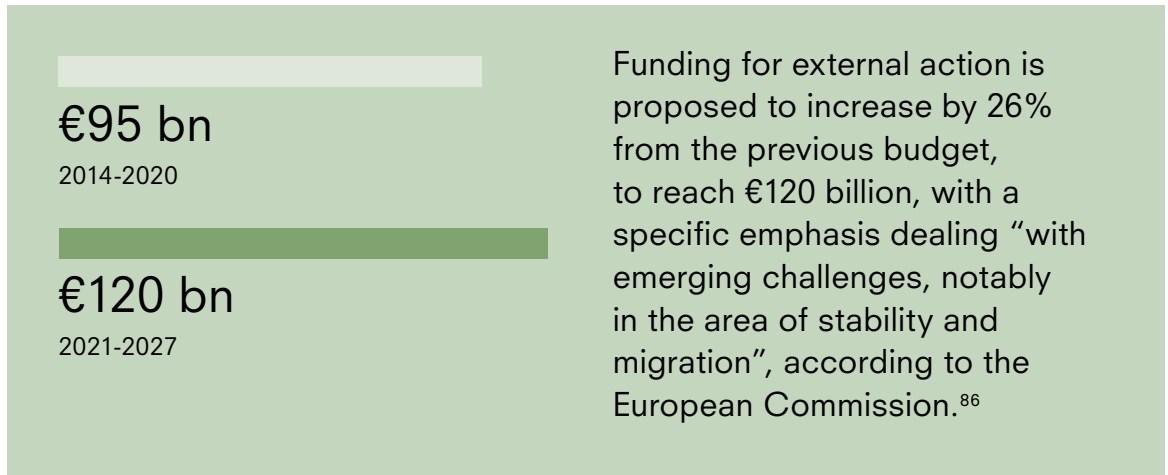 €95 bn
2014-2020
€120 bn
2021-2027
Funding for external action is
proposed to increase by 26%
from the previous budget,
to reach €120 billion, with a
specific emphasis dealing “with
emerging challenges, notably
in the area of stability and
migration”, according to the
European Commission.86